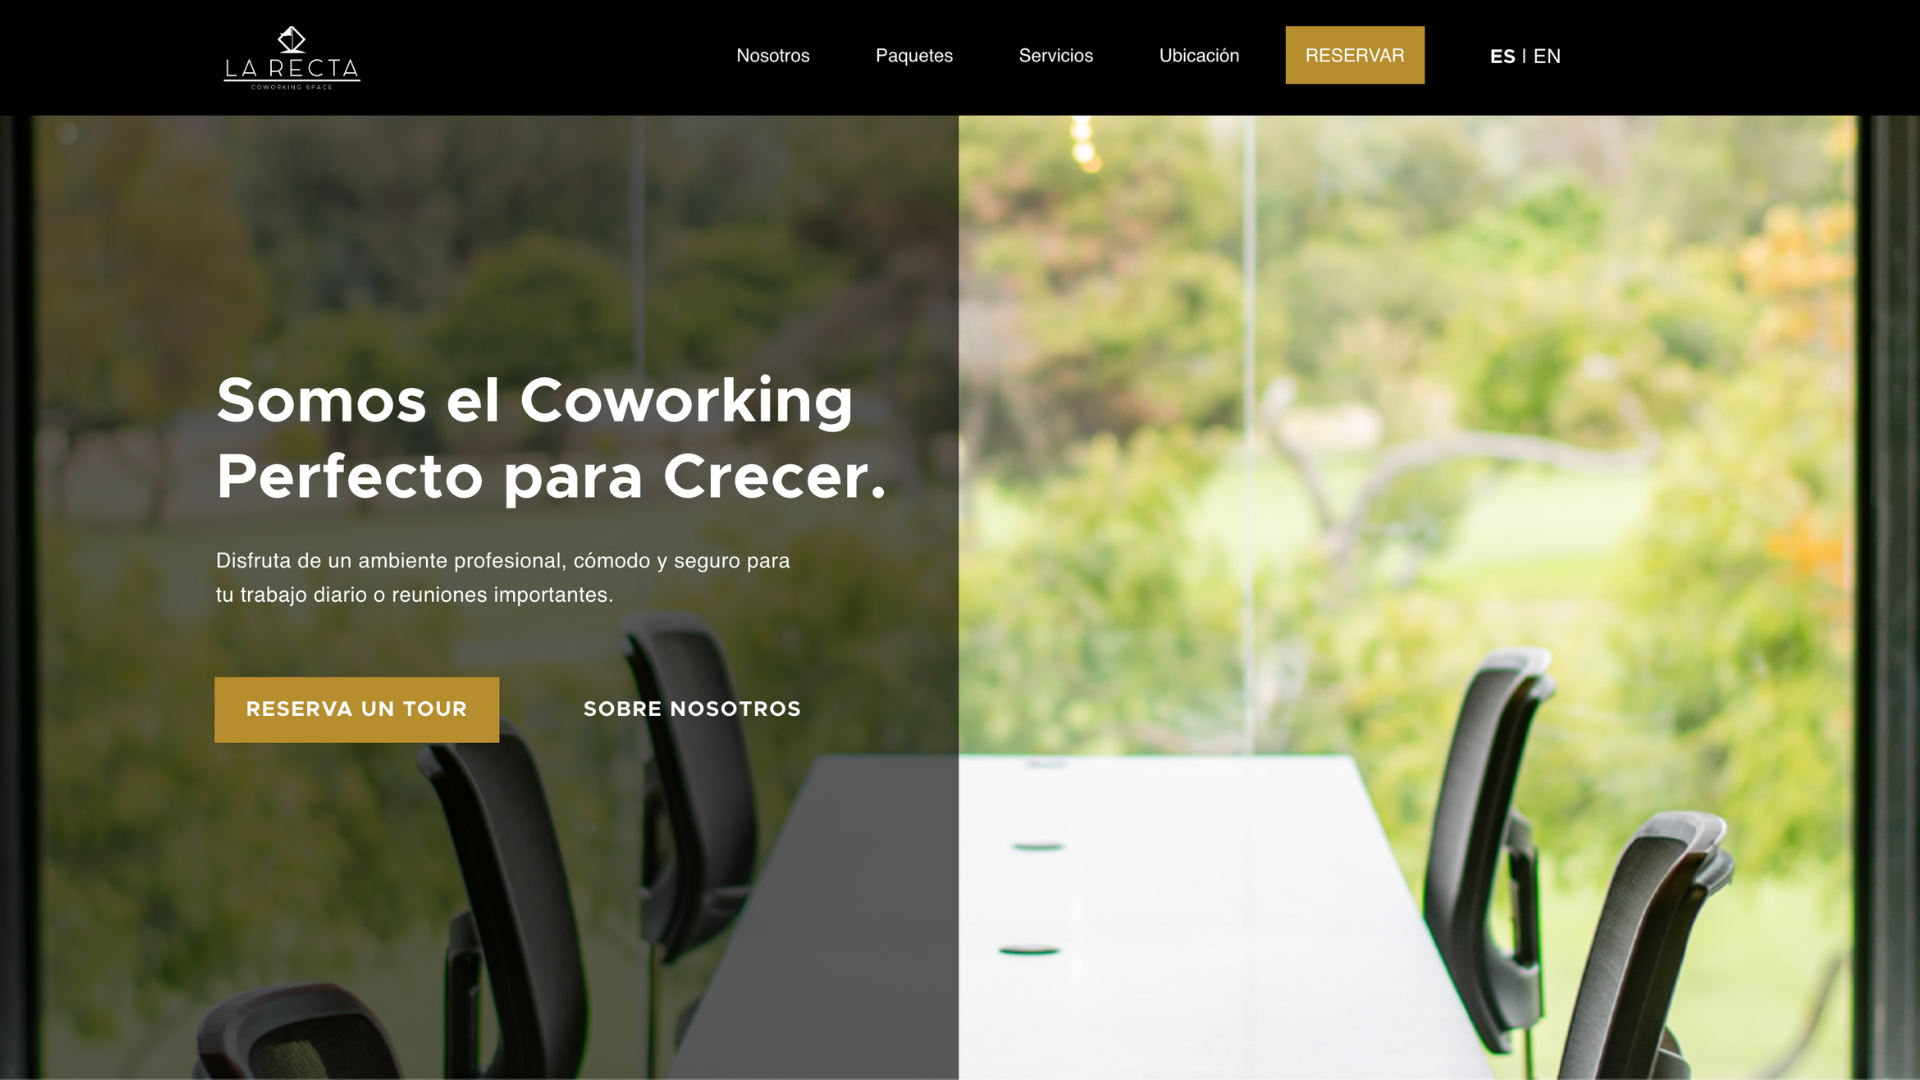 LA RECTA
COWORKING SPACE
Nosotros
Paquetes
Servicios
Ubicación
RESERVAR
ES | EN
Somos el Coworking
Perfecto para Crecer.
Disfruta de un ambiente profesional, cómodo y seguro para
tu trabajo diario o reuniones importantes.
RESERVA UN TOUR
SOBRE NOSOTROS